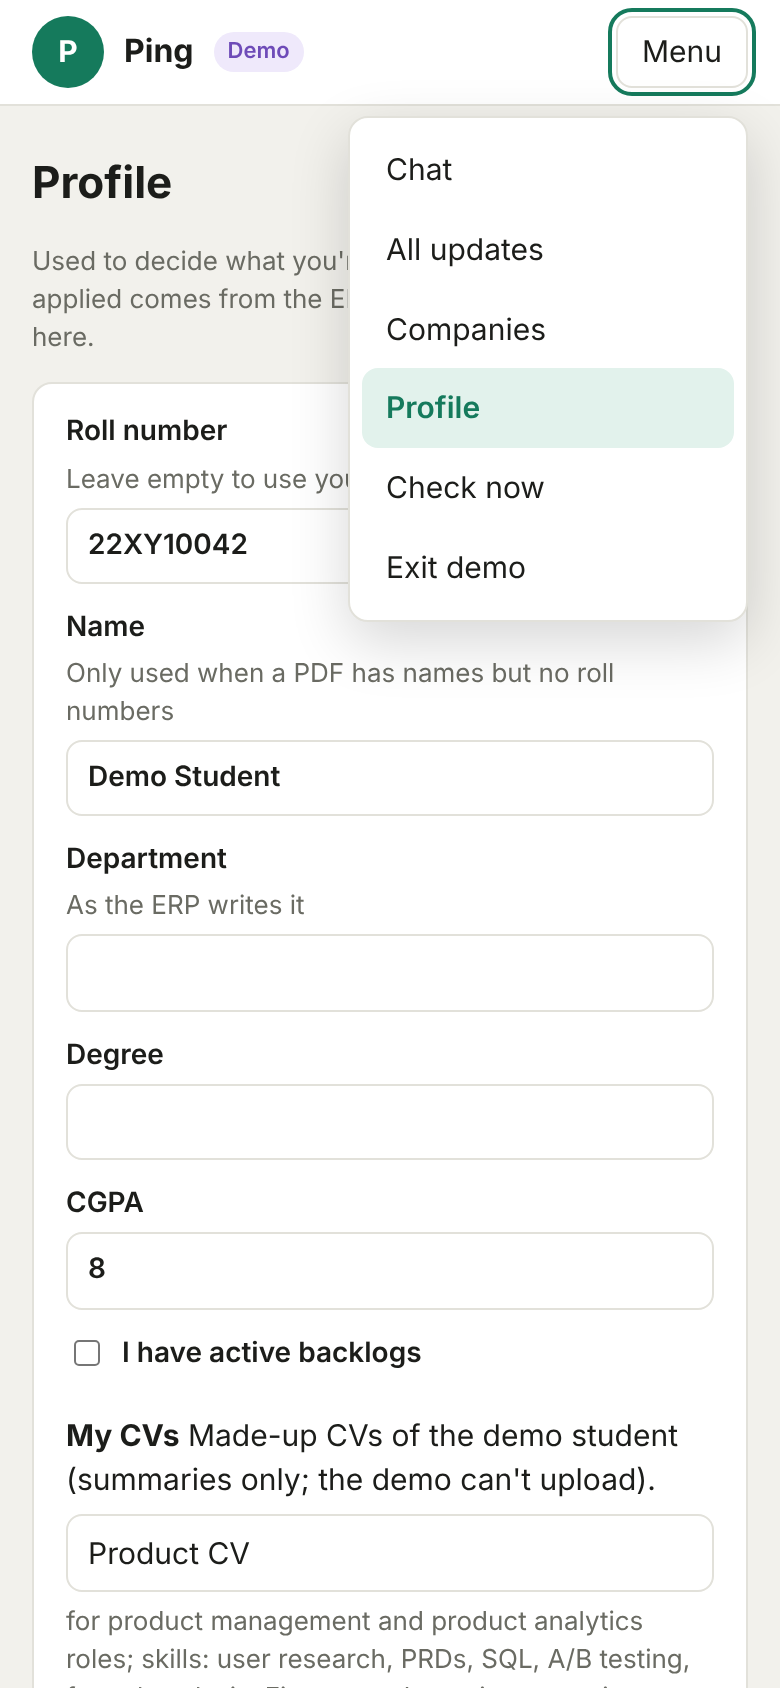 P
Ping
Demo
Menu
Chat
All updates
Companies
Profile
Check now
Exit demo
Profile
Used to decide what
applied comes from the
here.
Roll number
Leave empty to use
22XY10042
Name
Only used when a PDF has names but no roll
numbers
Demo Student
Department
As the ERP writes it
Degree
CGPA
8
I have active backlogs
My CVs Made-up CVs of the demo student
(summaries only; the demo can't upload).
Product CV
for product management and product analytics
roles; skills: user research, PRDs, SQL, A/B testing,